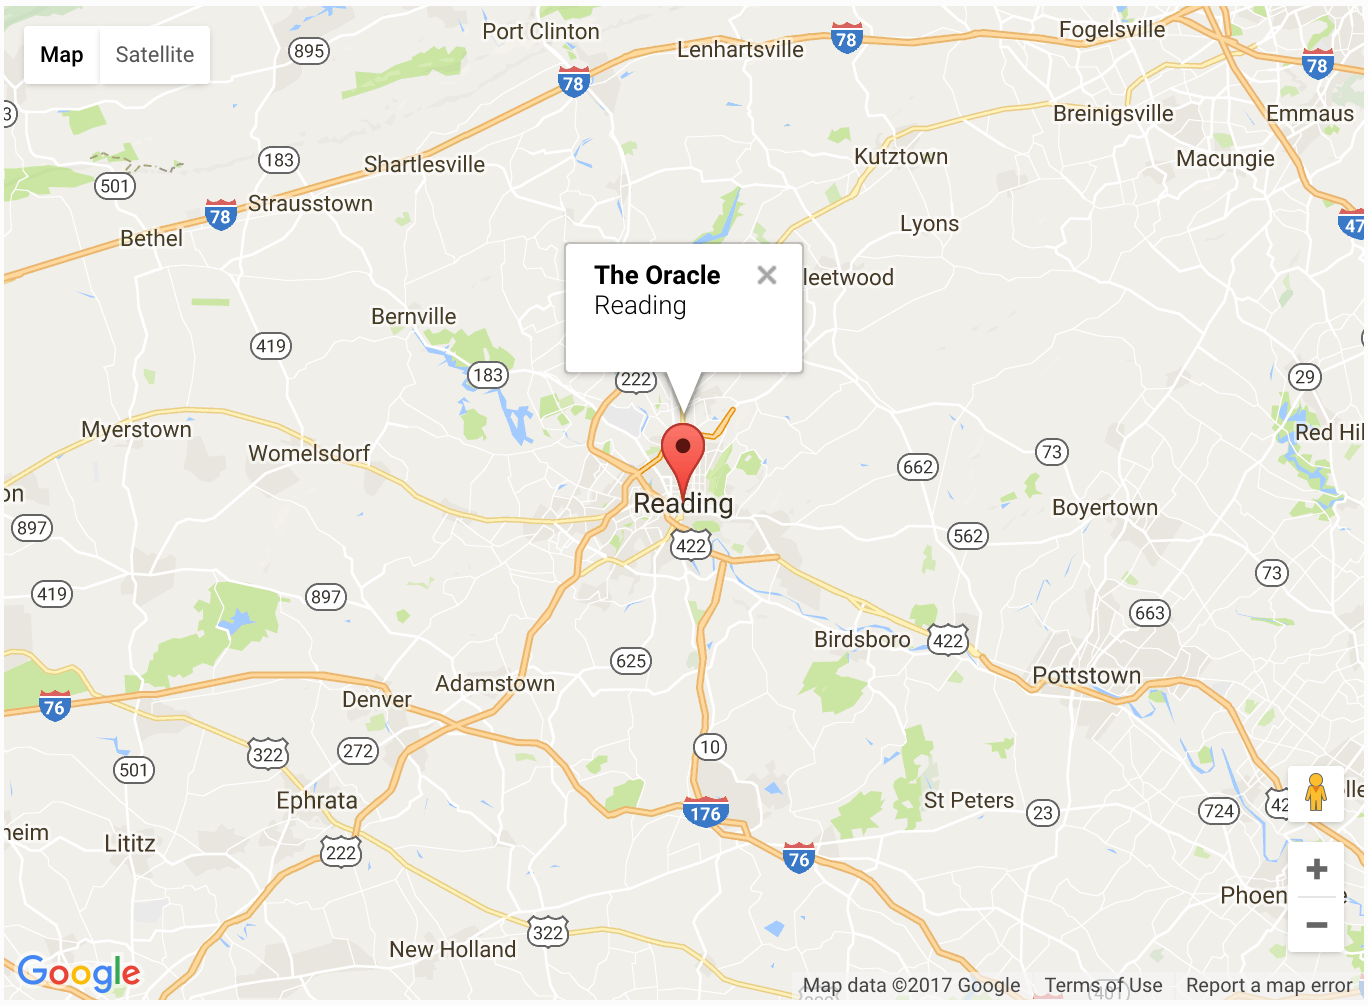 Map
Satellite
895
Port Clinton
Lenhartsville
78
Fogelsville
78
78
3
Breinigsville
Emmaus
183
Shartlesville
Kutztown
Macungie
501
78
Strausstown
Lyons
47
Bethel
The Oracle
Reading
leetwood
Bernville
419
183
222
29
Myerstown
Womelsdorf
Red Hil
73
662
on
Reading
Boyertown
897
422
562
73
419
897
663
Birdsboro
422
625
Pottstown
Adamstown
Denver
76
322
272
10
501
Ephrata
St Peters
23
724
42
lle
176
heim
Lititz
222
76
Phoen
e
322
New Holland
Google
Map data ©2017 Google
Terms of Use
Report a map error
401